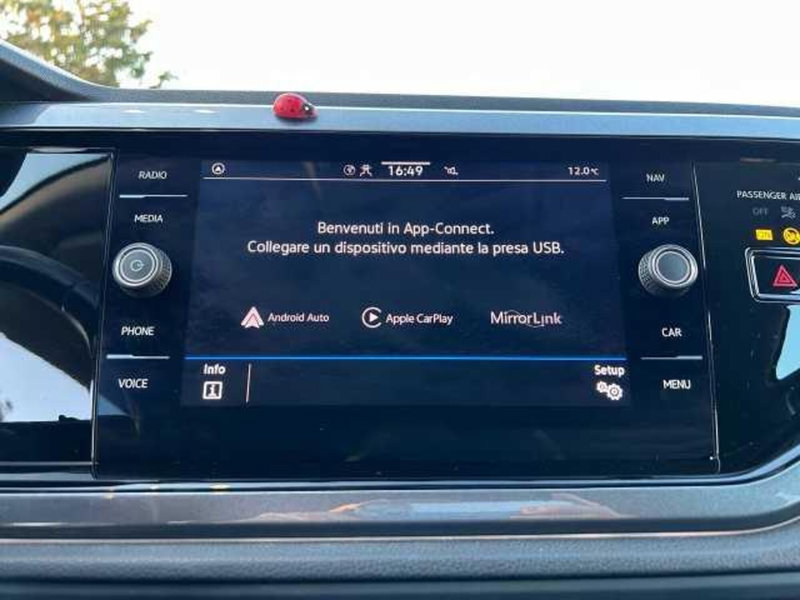 16:49
12.0°C
RADIO
MEDIA
PHONE
VOICE
Benvenuti in App-Connect.
Collegare un dispositivo mediante la presa USB.
Android Auto
Apple CarPlay
MirrorLink
Info
Setup
NAV
APP
CAR
MENU
PASSENGER
OFF
ON